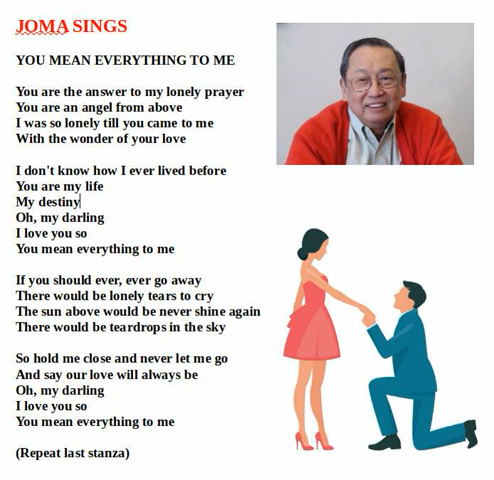 JOMA SINGS
YOU MEAN EVERYTHING TO ME
You are the answer to my lonely prayer
You are an angel from above
I was so lonely till you came to me
With the wonder of your love
I don't know how I ever lived before
You are my life
My destiny
Oh, my darling
I love you so
You mean everything to me
If you should ever, ever go away
There would be lonely tears to cry
The sun above would be never shine again
There would be teardrops in the sky
So hold me close and never let me go
And say our love will always be
Oh, my darling
I love you so
You mean everything to me
(Repeat last stanza)